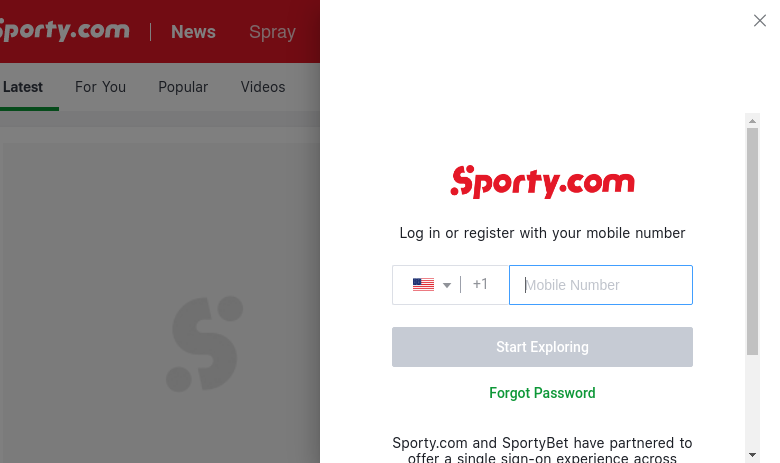 Sporty.com
News
Spray
Latest
For You
Popular
Videos
Sporty.com
Log in or register with your mobile number
+1
Mobile Number
Start Exploring
Forgot Password
Sporty.com and SportyBet have partnered to
offer a single sign-on experience across